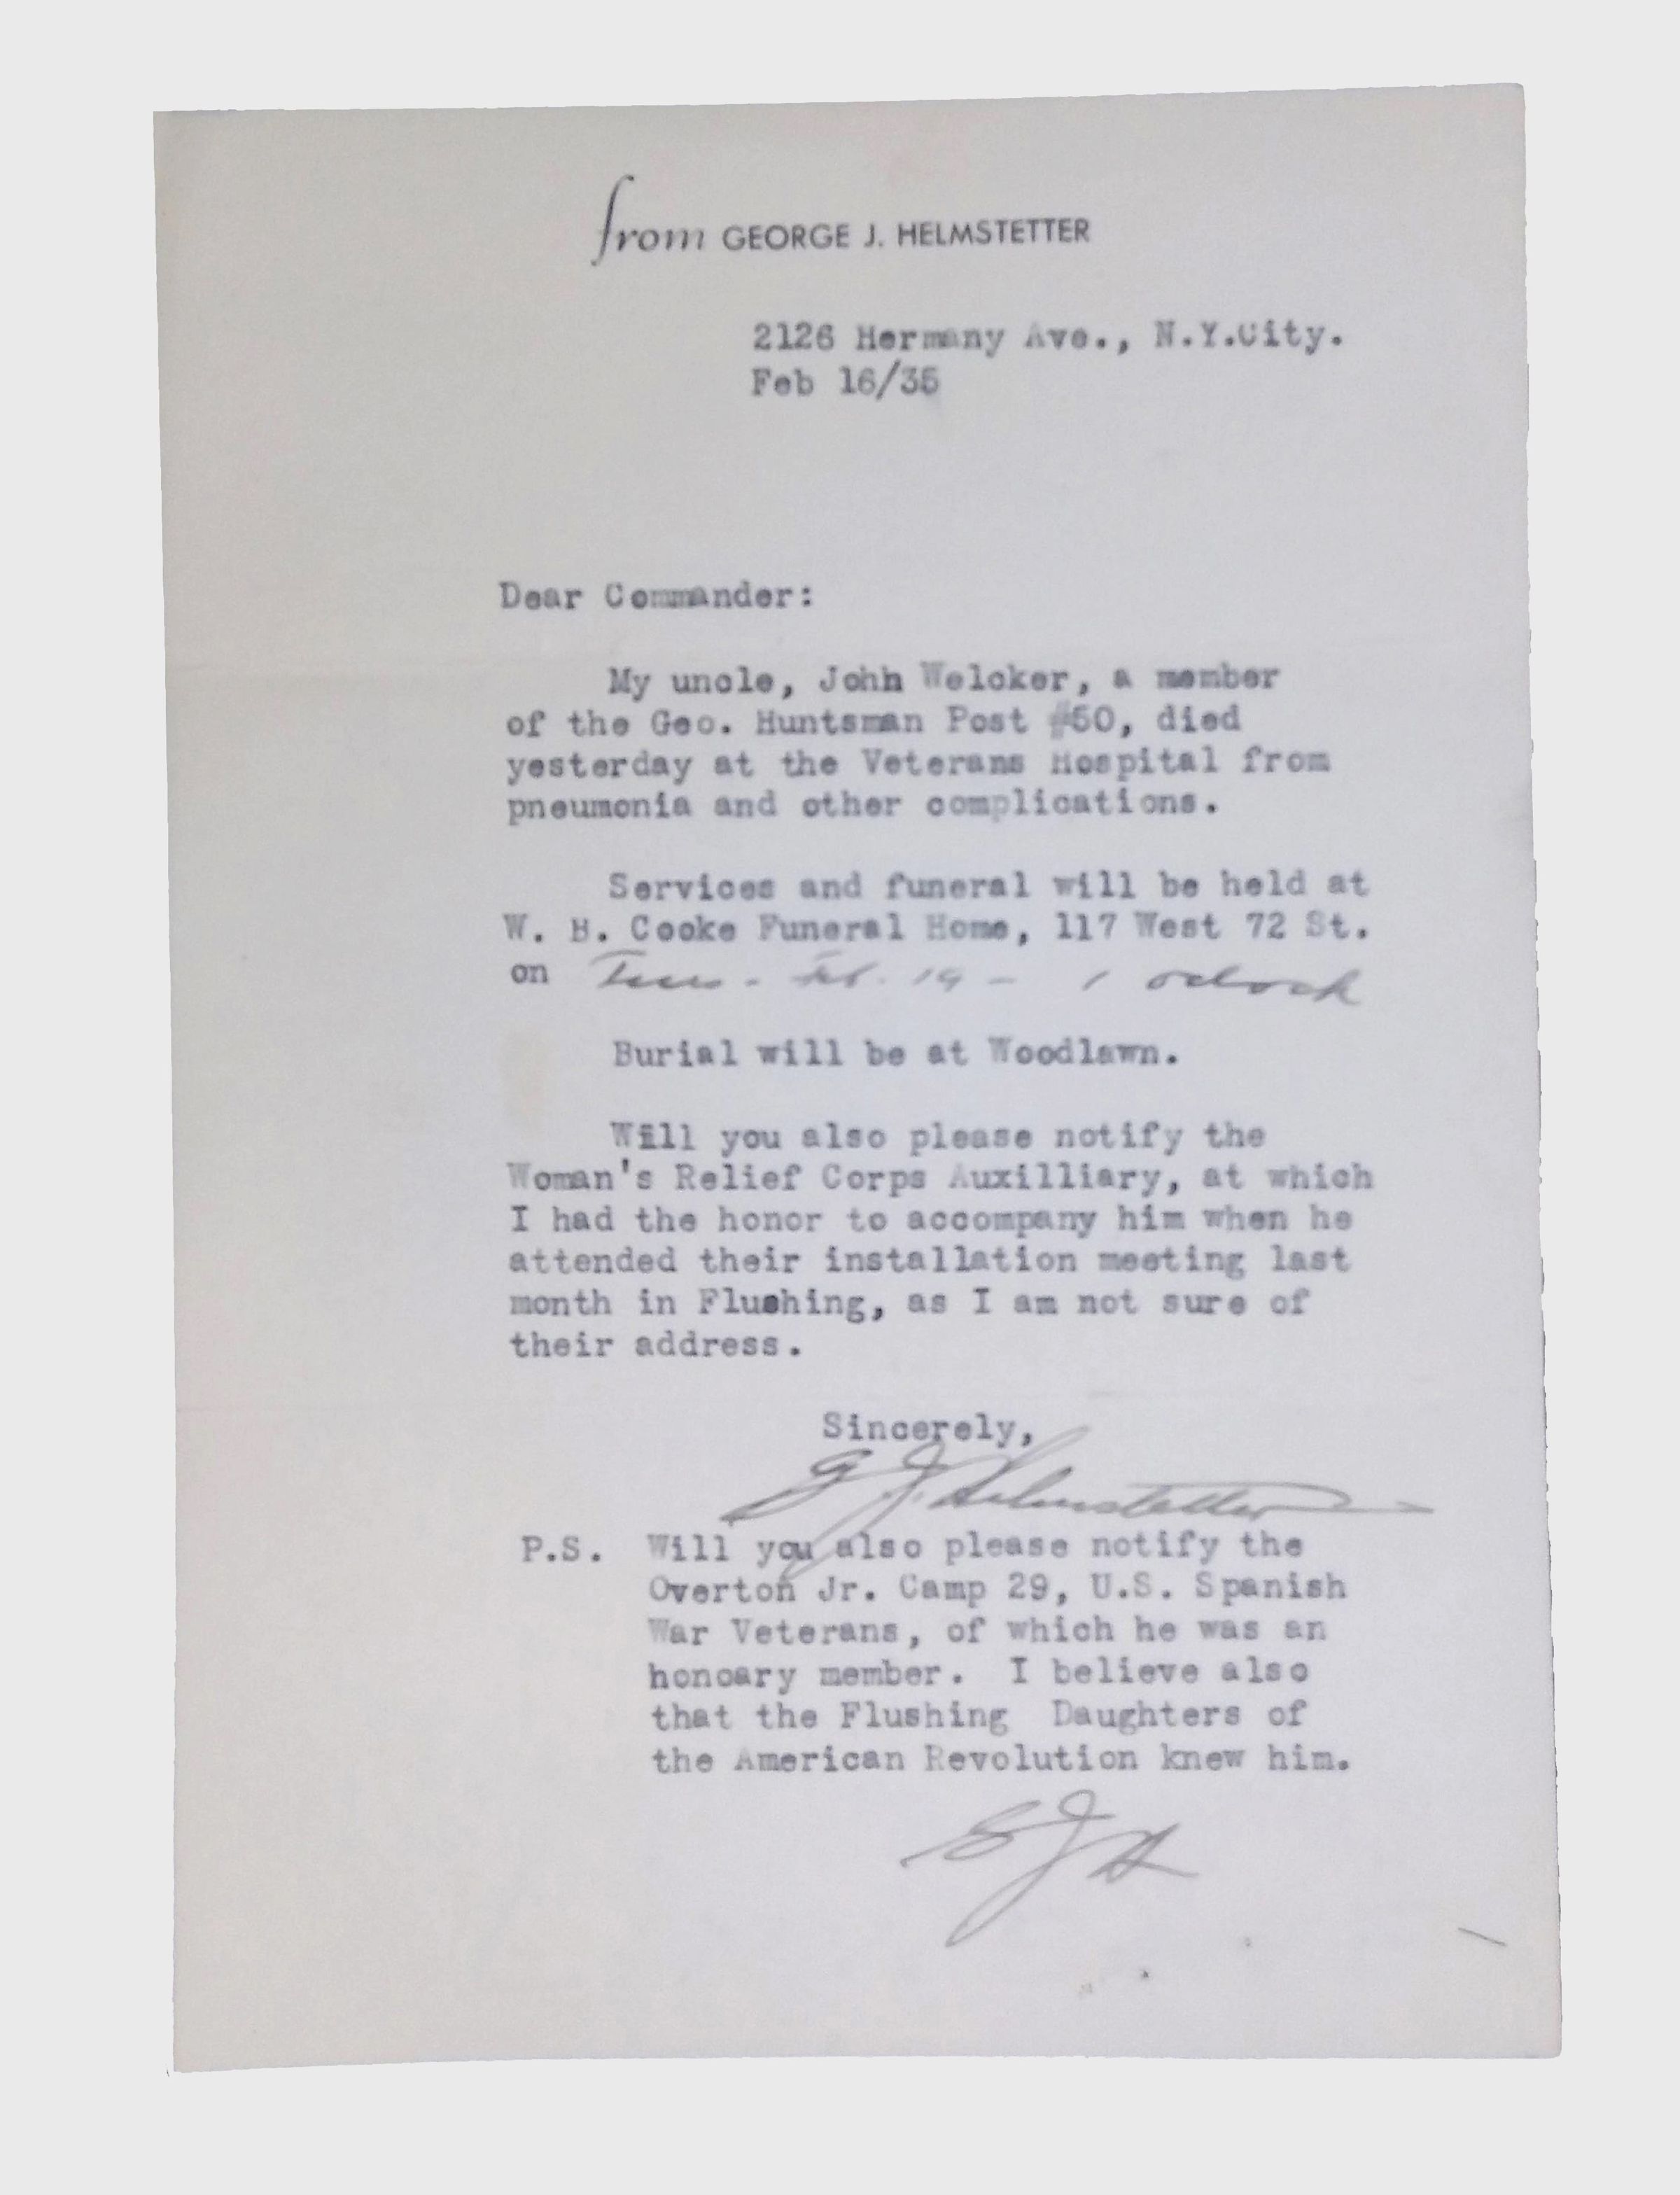 from GEORGE J. HELMSTETTER
2126 Hermany Ave., N.Y.City.
Feb 16/35
Dear Commander:
My uncle, John Welcker, a member
of the Geo. Huntsman Post #50, died
yesterday at the Veterans Hospital from
pneumonia and other complications.
Services and funeral will be held at
W. B. Cooke Funeral Home, 117 West 72 St.
on Tues - Feb. 19 - 1 oclock
Burial will be at Woodlawn.
Will you also please notify the
Woman's Relief Corps Auxilliary, at which
I had the honor to accompany him when he
attended their installation meeting last
month in Flushing, as I am not sure of
their address.
Sincerely,
G. J. Helmstetter
P.S. Will you also please notify the
Overton Jr. Camp 29, U.S. Spanish
War Veterans, of which he was an
honoary member. I believe also
that the Flushing Daughters of
the American Revolution knew him.
GJH